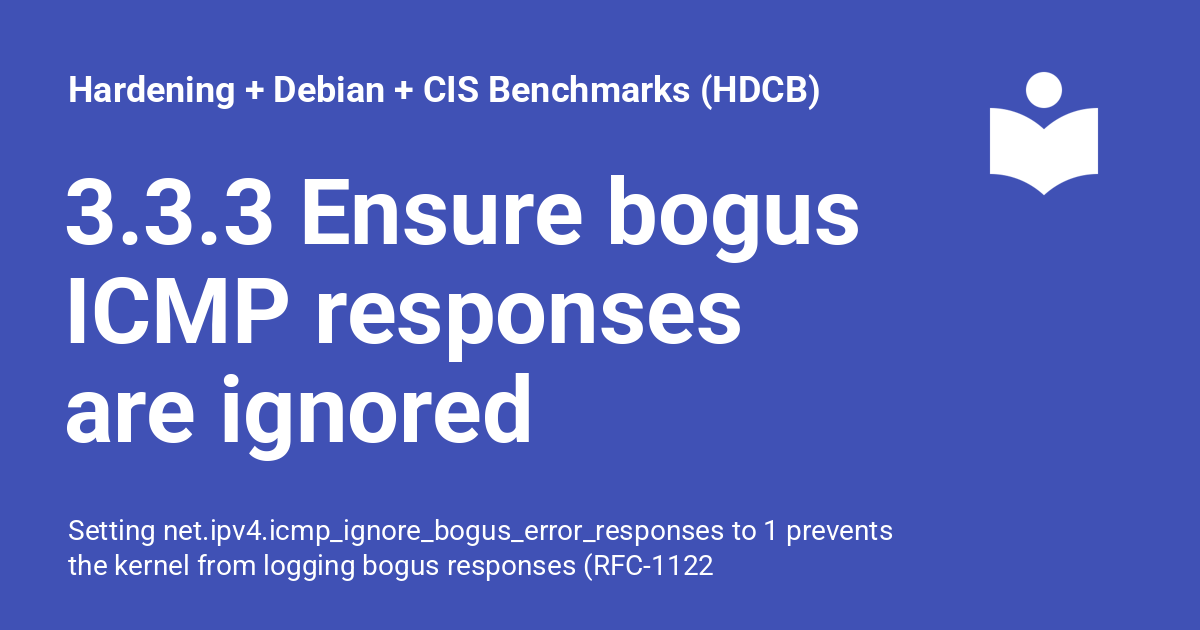 Hardening + Debian + CIS Benchmarks (HDCB)
3.3.3 Ensure bogus
ICMP responses
are ignored
Setting net.ipv4.icmp_ignore_bogus_error_responses to 1 prevents
the kernel from logging bogus responses (RFC-1122